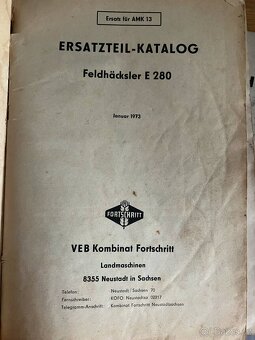 Ersatz für AMK 13
ERSATZTEIL-KATALOG
Feldhäcksler E 280
Januar 1973
FORTSCHRITT
VEB Kombinat Fortschritt
Landmaschinen
8355 Neustadt in Sachsen
Telefon: Neustadt/Sachsen 70
Fernschreiber: KOFO Neustadtsa 02817
Telegramm-Anschrift: Kombinat Fortschritt Neustadtsachsen